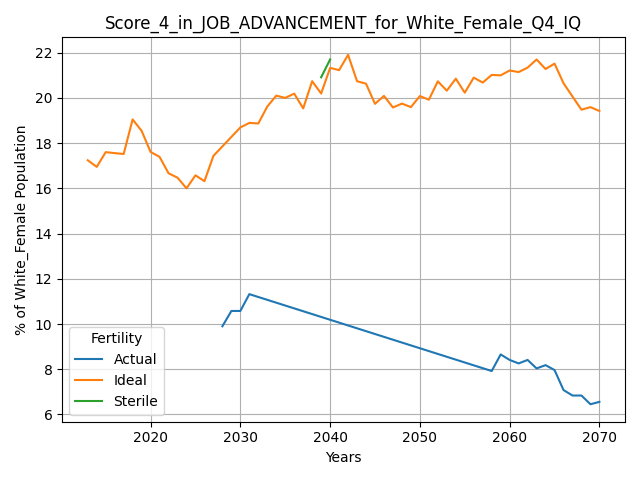 Score_4_in_JOB_ADVANCEMENT_for_White_Female_Q4_IQ
% of White_Female Population
22
20
18
16
14
12
10
8
6
Fertility
Actual
Ideal
Sterile
2020 2030 2040 2050 2060 2070
Years